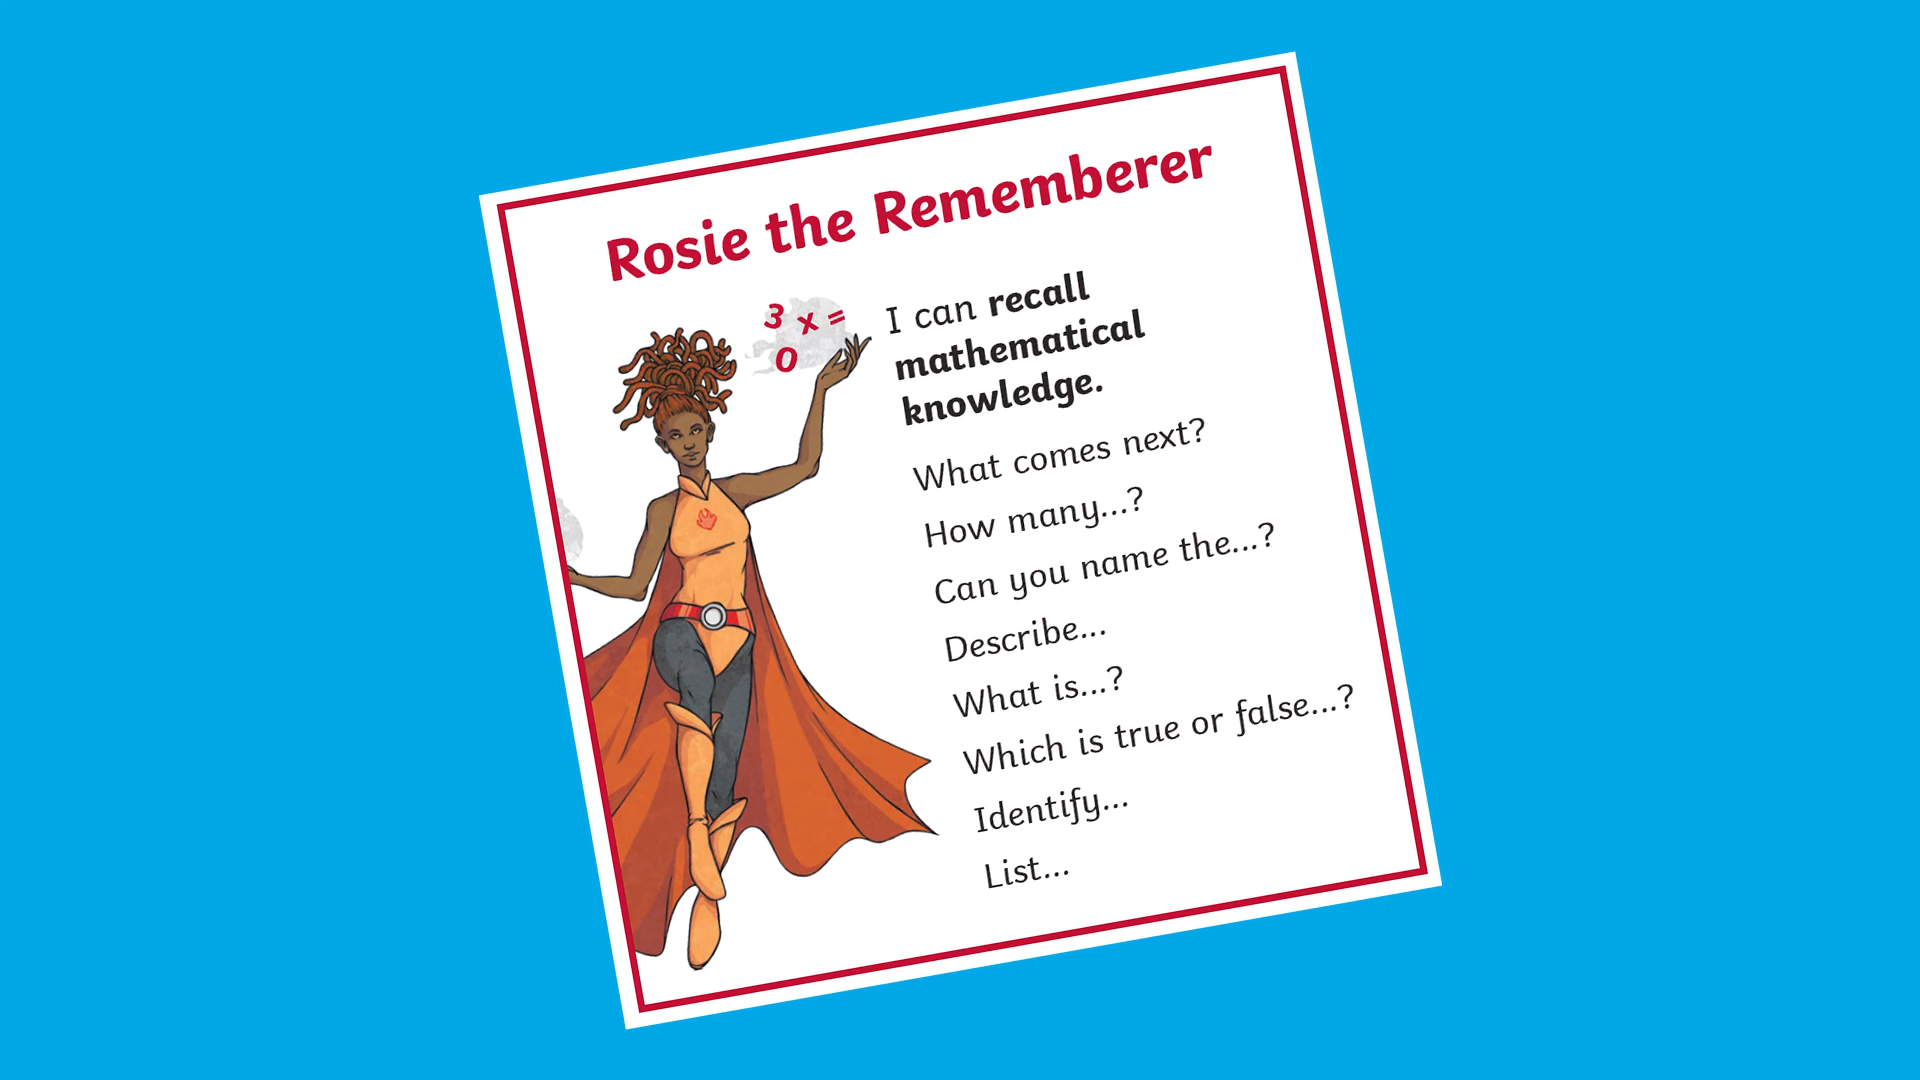 Rosie the Rememberer
3 x =
0
I can recall
mathematical
knowledge.
What comes next?
How many...?
Can you name the...?
Describe...
What is...?
Which is true or false...?
Identify...
List...